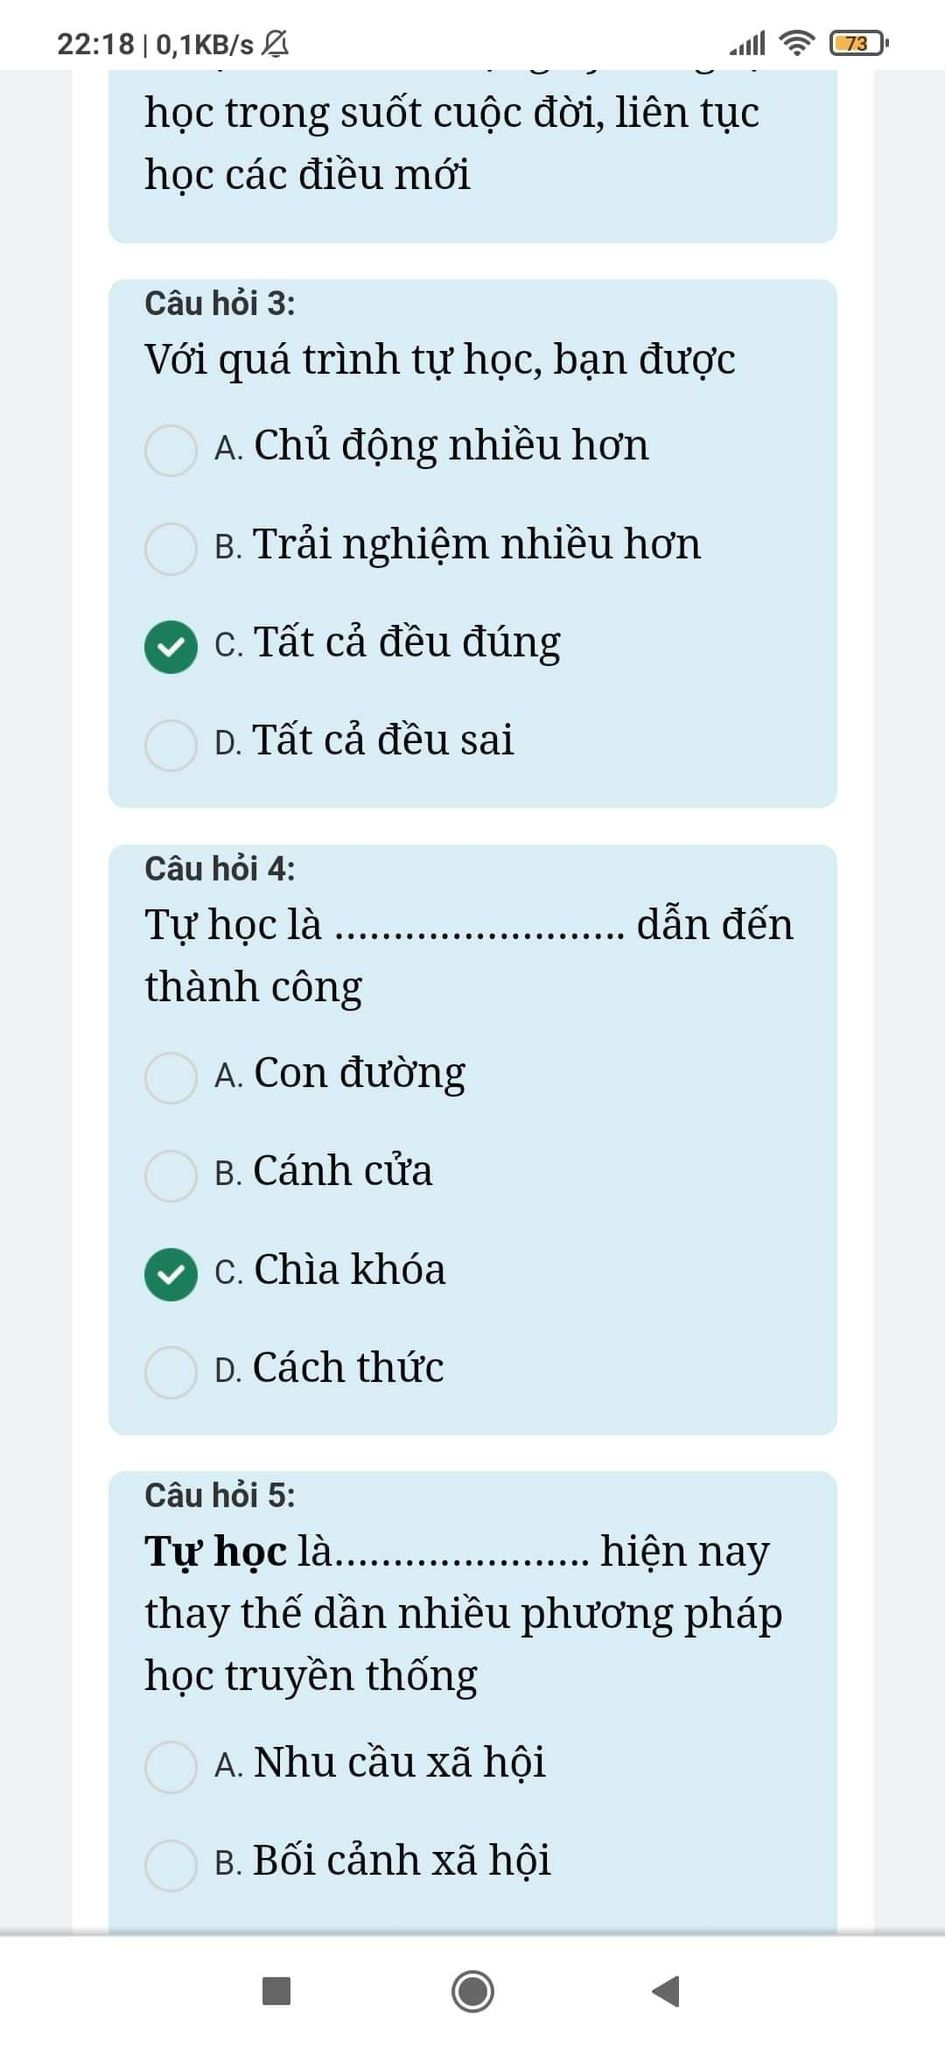 22:18 | 0,1KB/s
73
học trong suốt cuộc đời, liên tục
học các điều mới
Câu hỏi 3:
Với quá trình tự học, bạn được
A. Chủ động nhiều hơn
B. Trải nghiệm nhiều hơn
C. Tất cả đều đúng
D. Tất cả đều sai
Câu hỏi 4:
Tự học là ......................... dẫn đến
thành công
A. Con đường
B. Cánh cửa
C. Chìa khóa
D. Cách thức
Câu hỏi 5:
Tự học là...................... hiện nay
thay thế dần nhiều phương pháp
học truyền thống
A. Nhu cầu xã hội
B. Bối cảnh xã hội